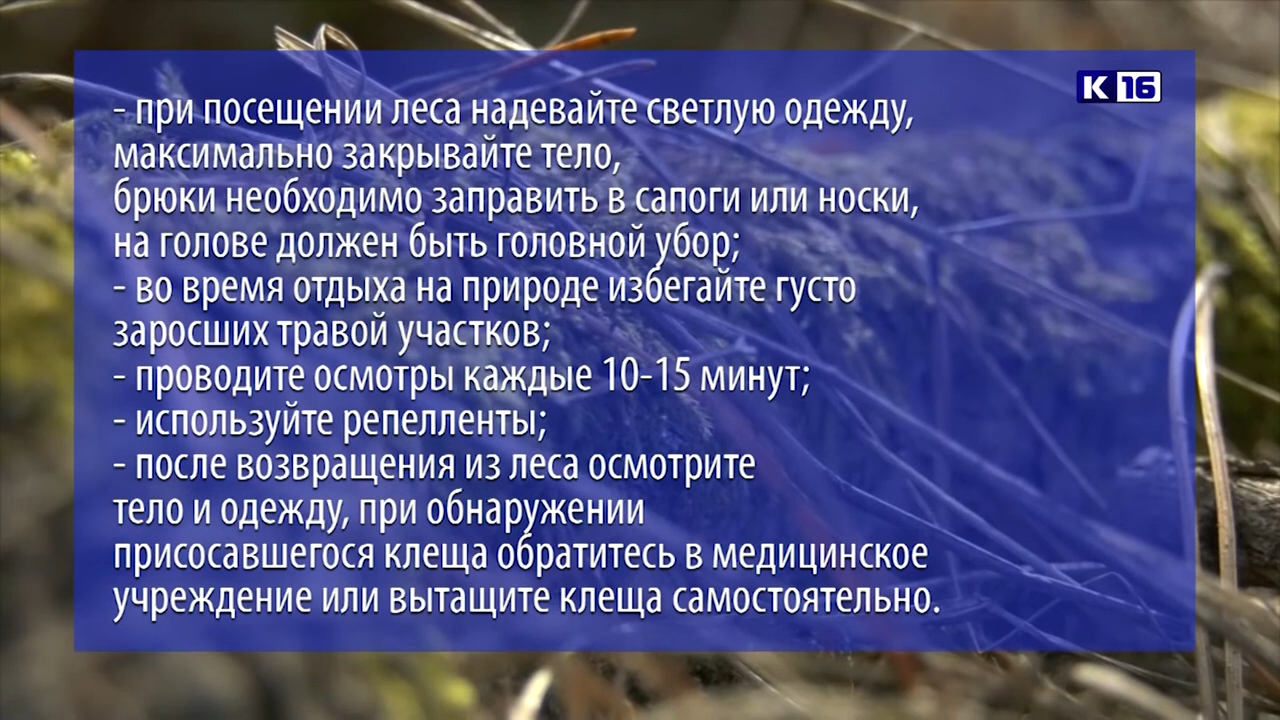 К 16
- при посещении леса надевайте светлую одежду,
максимально закрывайте тело,
брюки необходимо заправить в сапоги или носки,
на голове должен быть головной убор;
- во время отдыха на природе избегайте густо
заросших травой участков;
- проводите осмотры каждые 10-15 минут;
- используйте репелленты;
- после возвращения из леса осмотрите
тело и одежду, при обнаружении
присосавшегося клеща обратитесь в медицинское
учреждение или вытащите клеща самостоятельно.